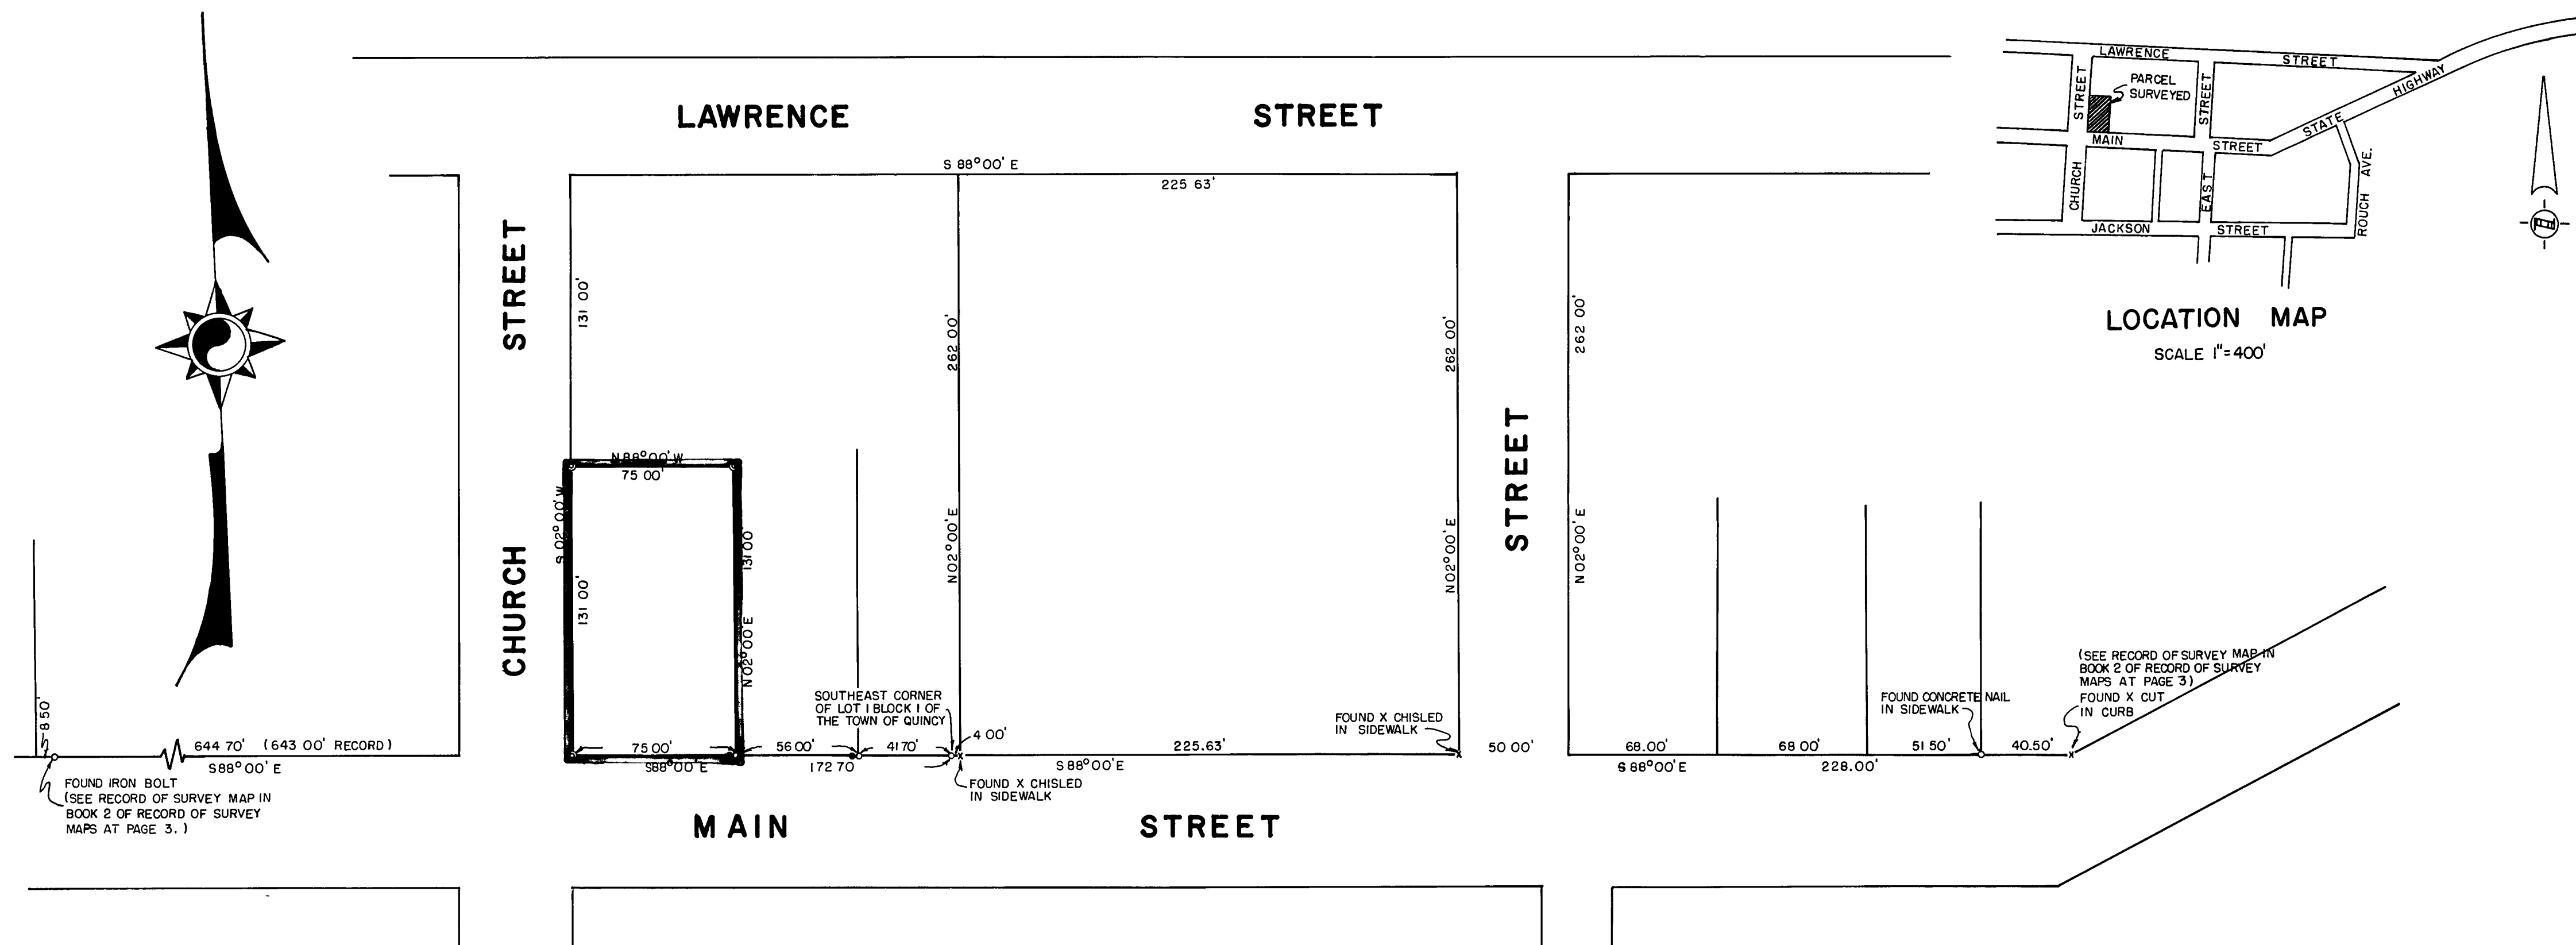 LAWRENCE STREET
S 88°00' E
225 63'
STREET
CHURCH
131 00'
262 00'
262 00'
262 00'
STREET
N 88°00' W
75 00'
S 02°00' W
131 00'
131 00'
N 02°00' E
N 02°00' E
N 02°00' E
N 02°00' E
8 50'
644 70' (643 00' RECORD)
S 88°00' E
FOUND IRON BOLT
(SEE RECORD OF SURVEY MAP IN
BOOK 2 OF RECORD OF SURVEY
MAPS AT PAGE 3.)
75 00'
S88°00' E
56 00'
172 70
41 70'
SOUTHEAST CORNER
OF LOT 1 BLOCK 1 OF
THE TOWN OF QUINCY
4 00'
FOUND X CHISLED
IN SIDEWALK
S 88°00' E
225.63'
FOUND X CHISLED
IN SIDEWALK
50 00'
68.00'
S 88°00' E
68 00'
228.00'
51 50'
40.50'
FOUND CONCRETE NAIL
IN SIDEWALK
(SEE RECORD OF SURVEY MAP IN
BOOK 2 OF RECORD OF SURVEY
MAPS AT PAGE 3)
FOUND X CUT
IN CURB
MAIN STREET
LAWRENCE STREET
STREET
PARCEL
SURVEYED
STREET
STATE HIGHWAY
MAIN STREET
CHURCH
EAST
ROUCH AVE.
JACKSON STREET
LOCATION MAP
SCALE 1"=400'